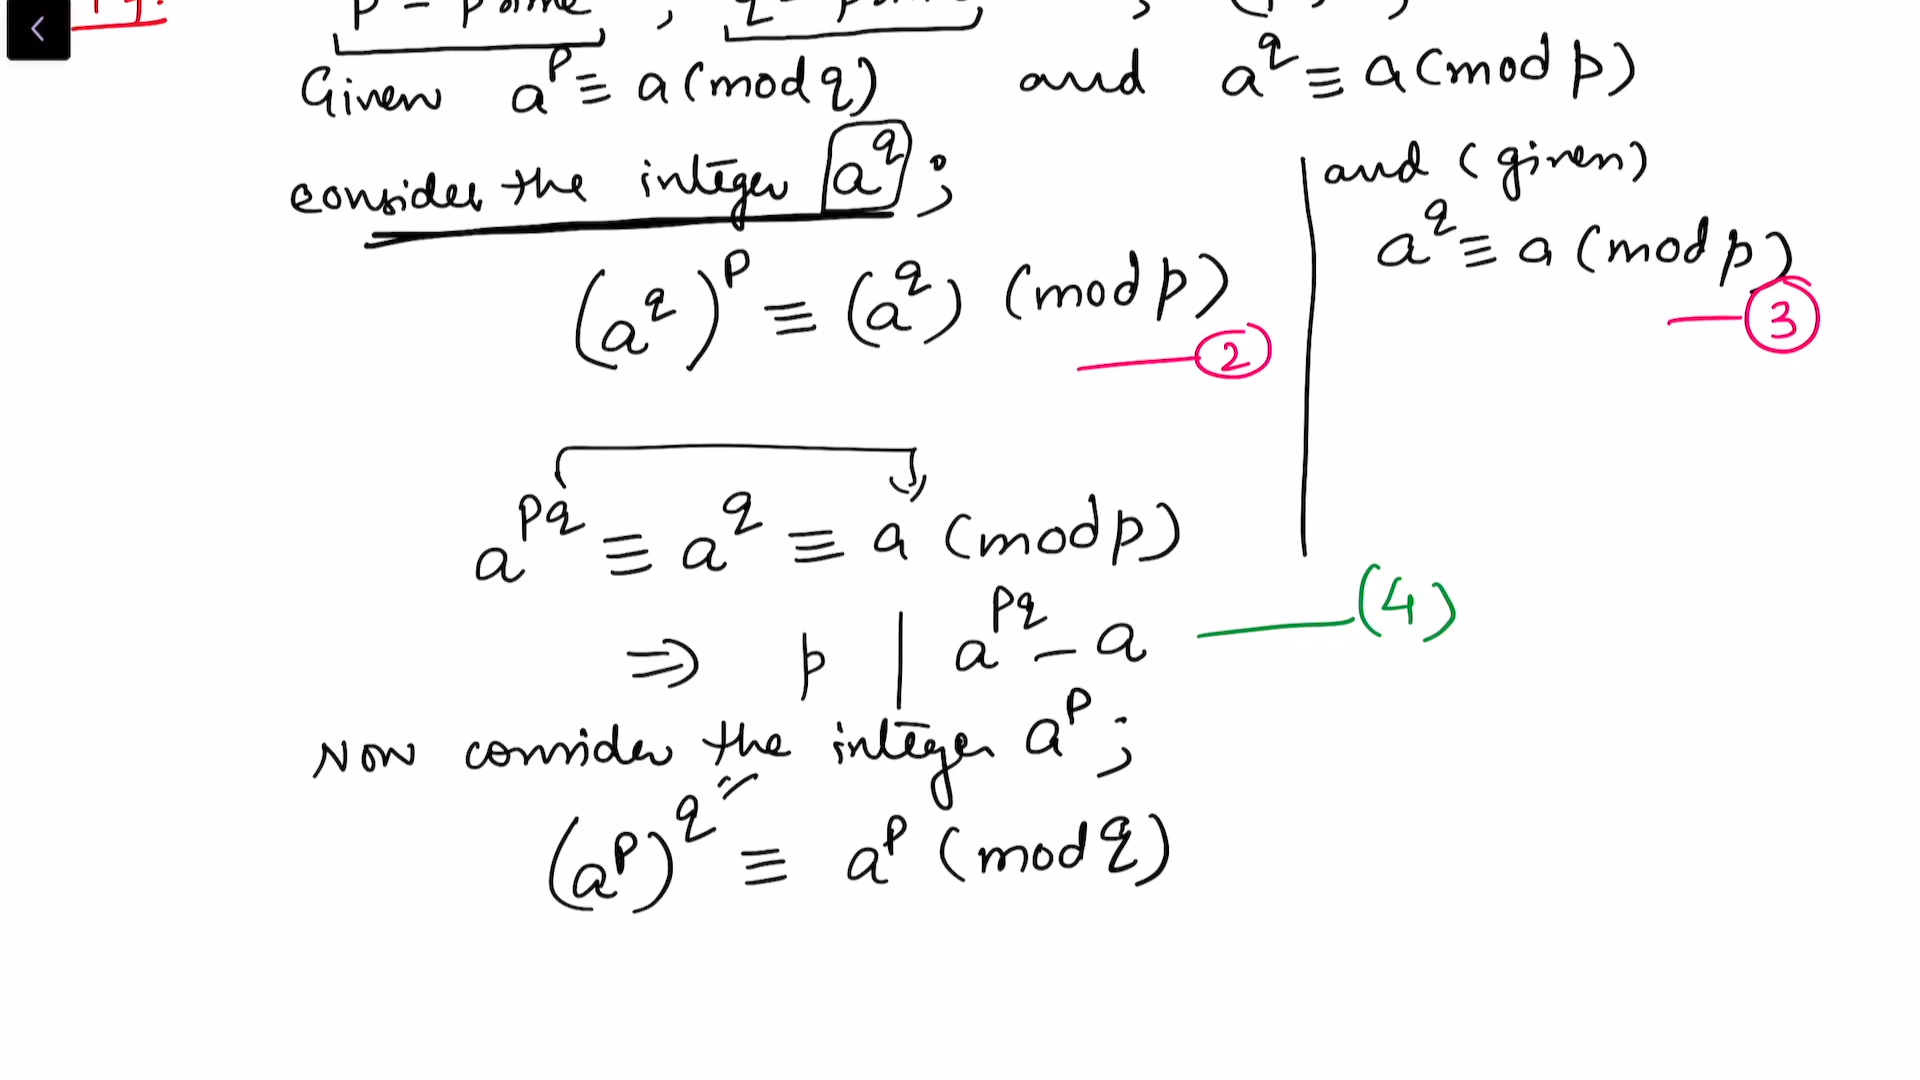 Given a^p ≡ a (mod q) and a^q ≡ a (mod p)
consider the integer a^q ;
(a^q)^p ≡ (a^q) (mod p)
— 2
and (given)
a^q ≡ a (mod p)
— 3
a^pq ≡ a^q ≡ a (mod p)
⇒ p | a^pq - a — (4)
Now consider the integer a^p ;
(a^p)^q ≡ a^p (mod q)